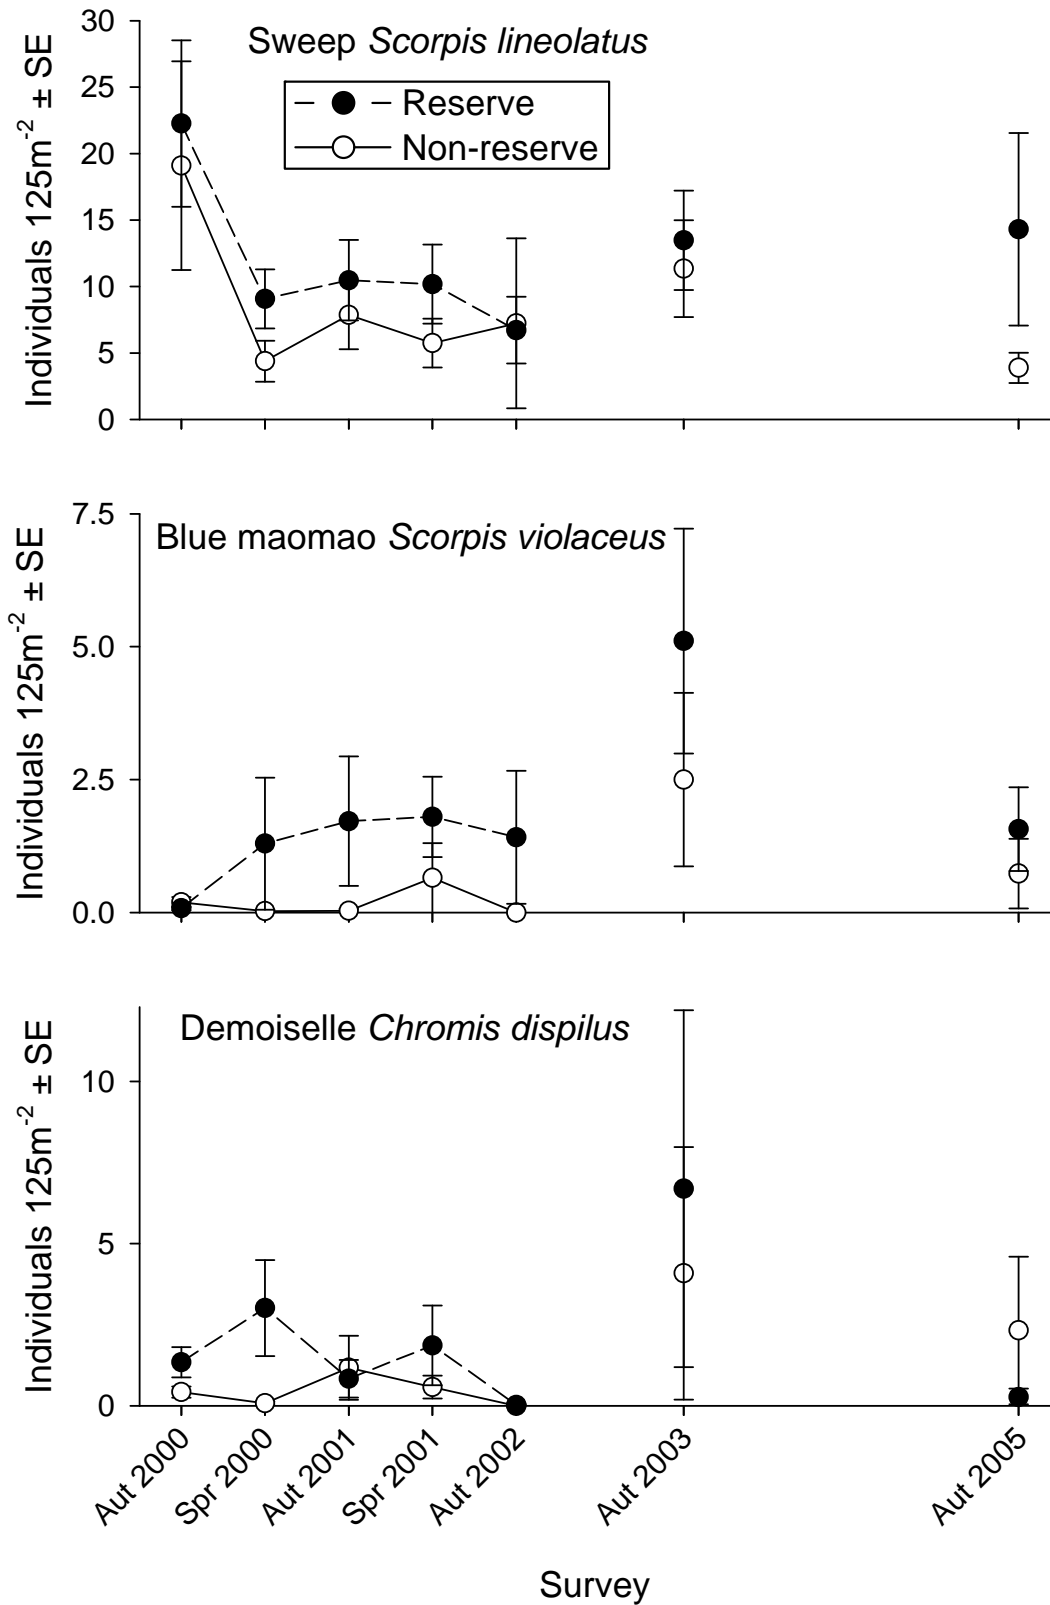 Sweep Scorpis lineolatus
Reserve
Non-reserve
Individuals 125m⁻² ± SE
30
25
20
15
10
5
0
Blue maomao Scorpis violaceus
Individuals 125m⁻² ± SE
7.5
5.0
2.5
0.0
Demoiselle Chromis dispilus
Individuals 125m⁻² ± SE
10
5
0
Aut 2000
Spr 2000
Aut 2001
Spr 2001
Aut 2002
Aut 2003
Aut 2005
Survey